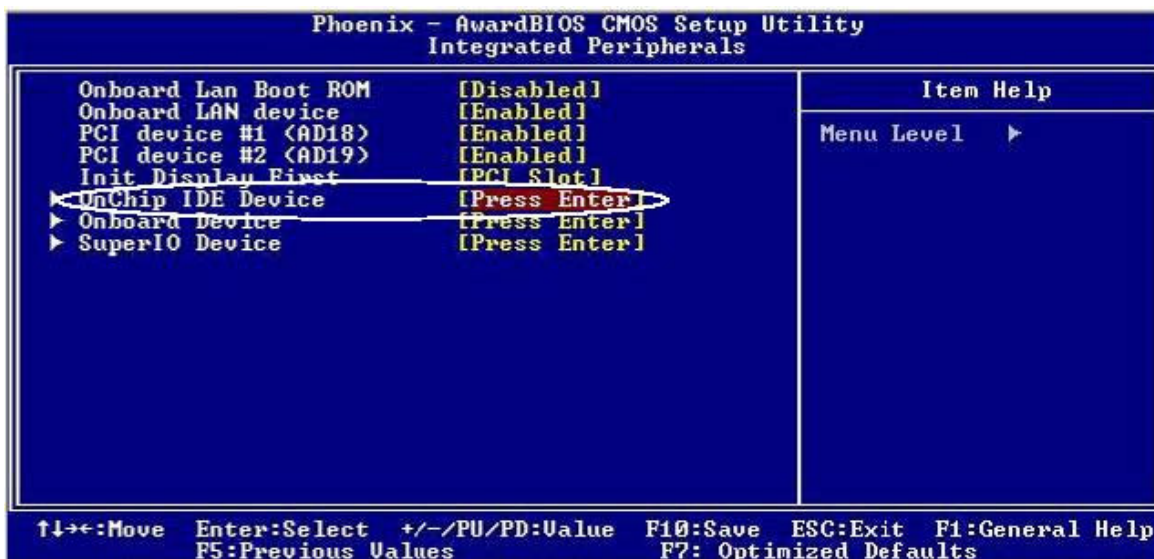 Phoenix - AwardBIOS CMOS Setup Utility
Integrated Peripherals
Onboard Lan Boot ROM [Disabled]
Onboard LAN device [Enabled]
PCI device #1 (AD18) [Enabled]
PCI device #2 (AD19) [Enabled]
Init Display First [PCI Slot]
OnChip IDE Device [Press Enter]
Onboard Device [Press Enter]
SuperIO Device [Press Enter]
Item Help
Menu Level
↑↓→←:Move Enter:Select +/-/PU/PD:Value F10:Save ESC:Exit F1:General Help
F5:Previous Values F7: Optimized Defaults